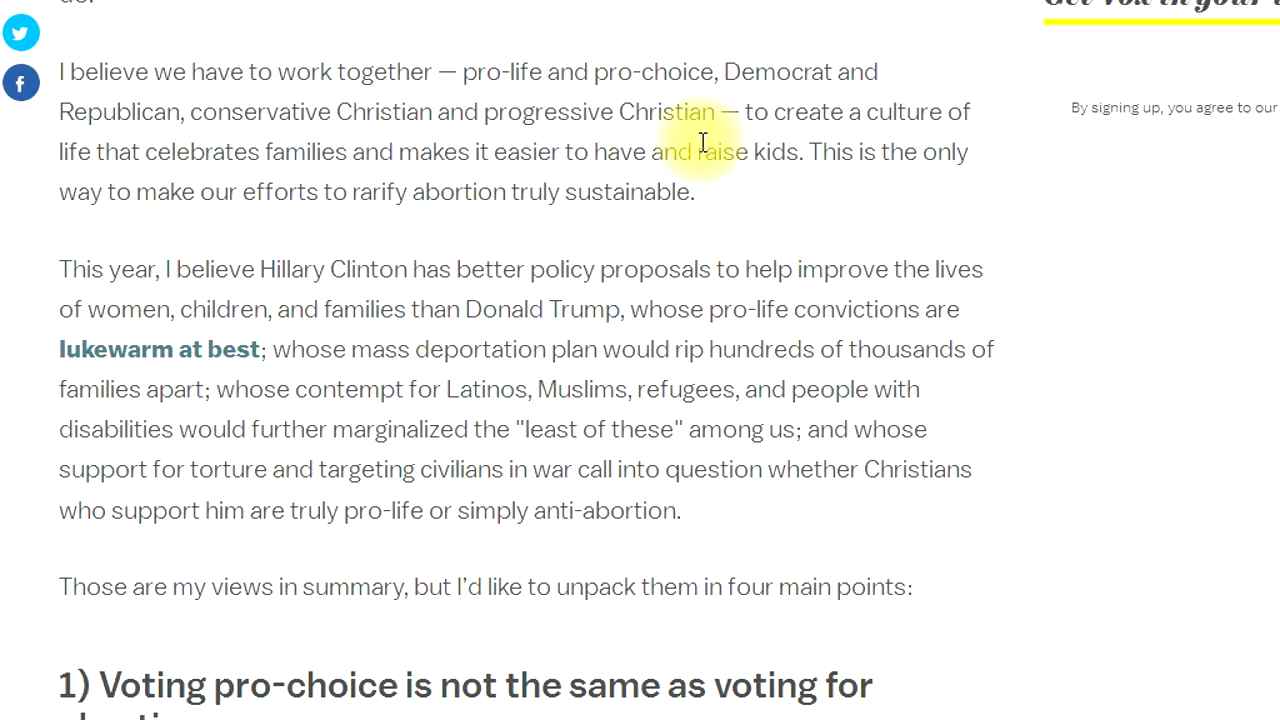 Get Vox in your
By signing up, you agree to our
I believe we have to work together — pro-life and pro-choice, Democrat and
Republican, conservative Christian and progressive Christian — to create a culture of
life that celebrates families and makes it easier to have and raise kids. This is the only
way to make our efforts to rarify abortion truly sustainable.
This year, I believe Hillary Clinton has better policy proposals to help improve the lives
of women, children, and families than Donald Trump, whose pro-life convictions are
lukewarm at best; whose mass deportation plan would rip hundreds of thousands of
families apart; whose contempt for Latinos, Muslims, refugees, and people with
disabilities would further marginalized the "least of these" among us; and whose
support for torture and targeting civilians in war call into question whether Christians
who support him are truly pro-life or simply anti-abortion.
Those are my views in summary, but I’d like to unpack them in four main points:
1) Voting pro-choice is not the same as voting for